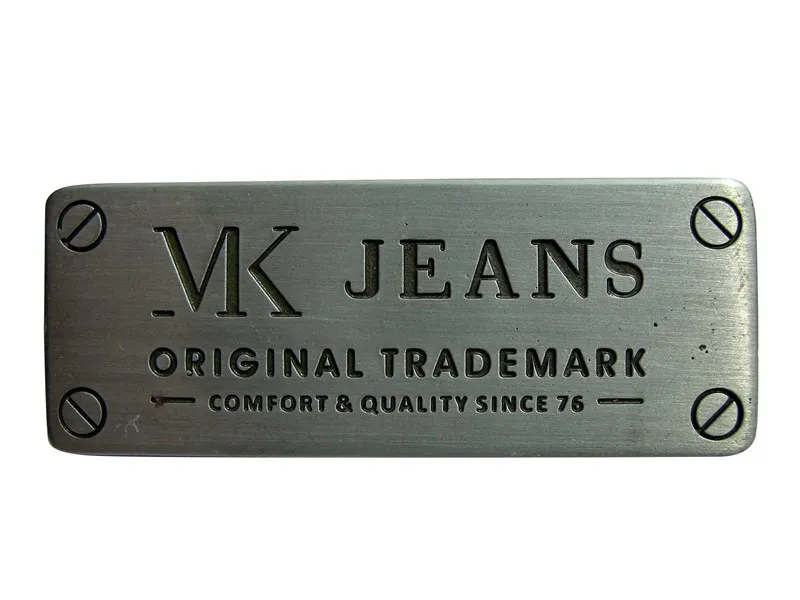 MK JEANS
ORIGINAL TRADEMARK
COMFORT & QUALITY SINCE 76